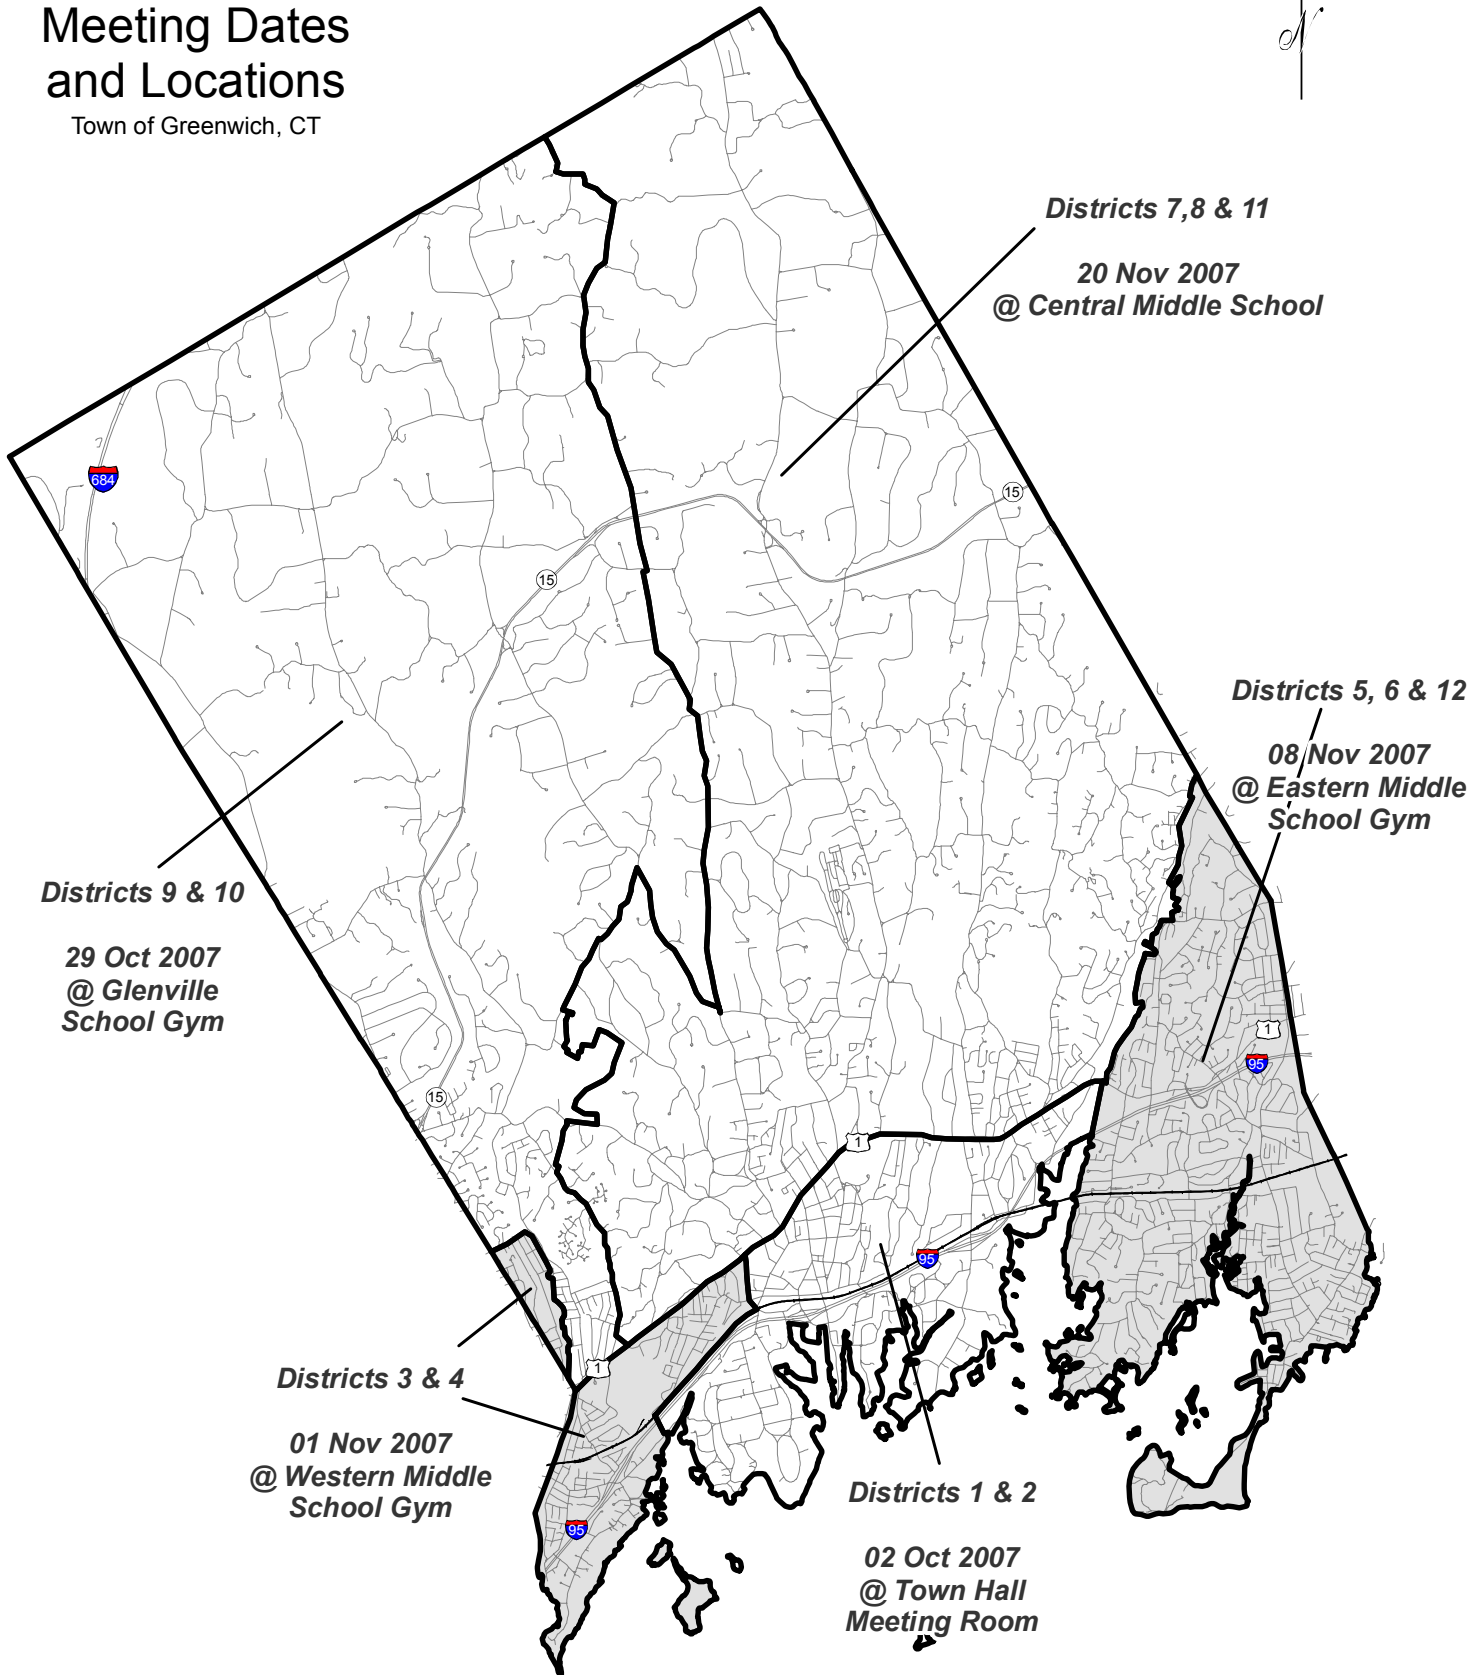 Meeting Dates
and Locations
Town of Greenwich, CT
N
Districts 7,8 & 11
20 Nov 2007
@ Central Middle School
684
15
15
Districts 5, 6 & 12
08 Nov 2007
@ Eastern Middle
School Gym
Districts 9 & 10
29 Oct 2007
@ Glenville
School Gym
1
95
15
1
95
1
Districts 3 & 4
01 Nov 2007
@ Western Middle
School Gym
95
Districts 1 & 2
02 Oct 2007
@ Town Hall
Meeting Room